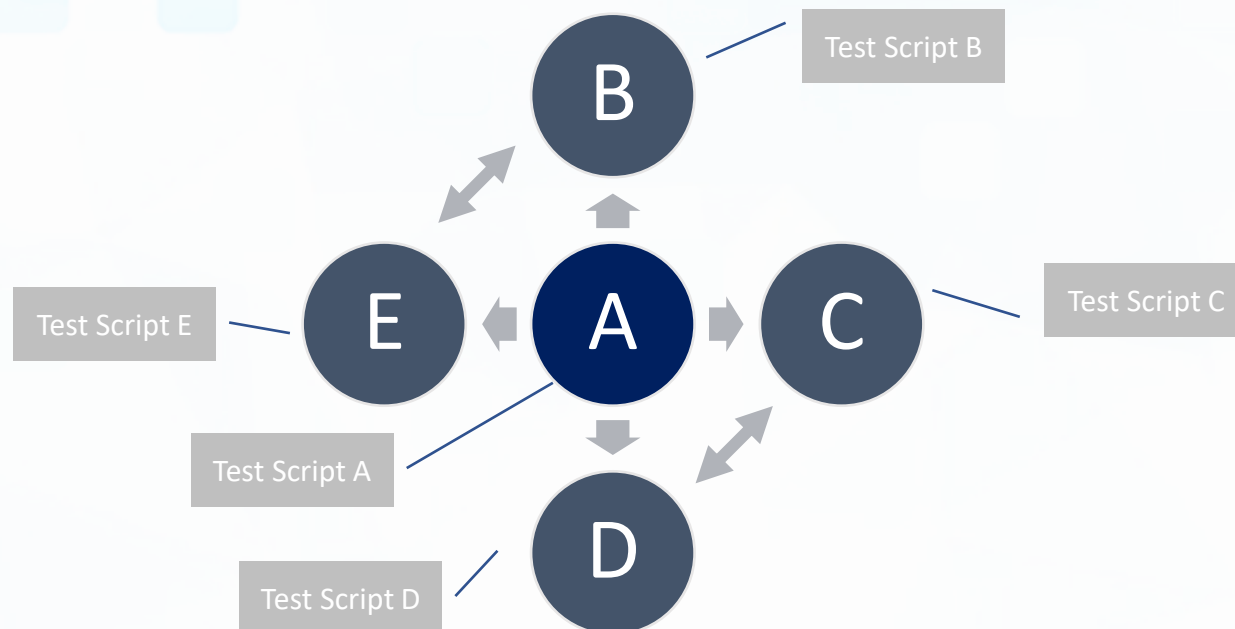 Test Script B
B
E
A
C
Test Script C
Test Script E
Test Script A
D
Test Script D